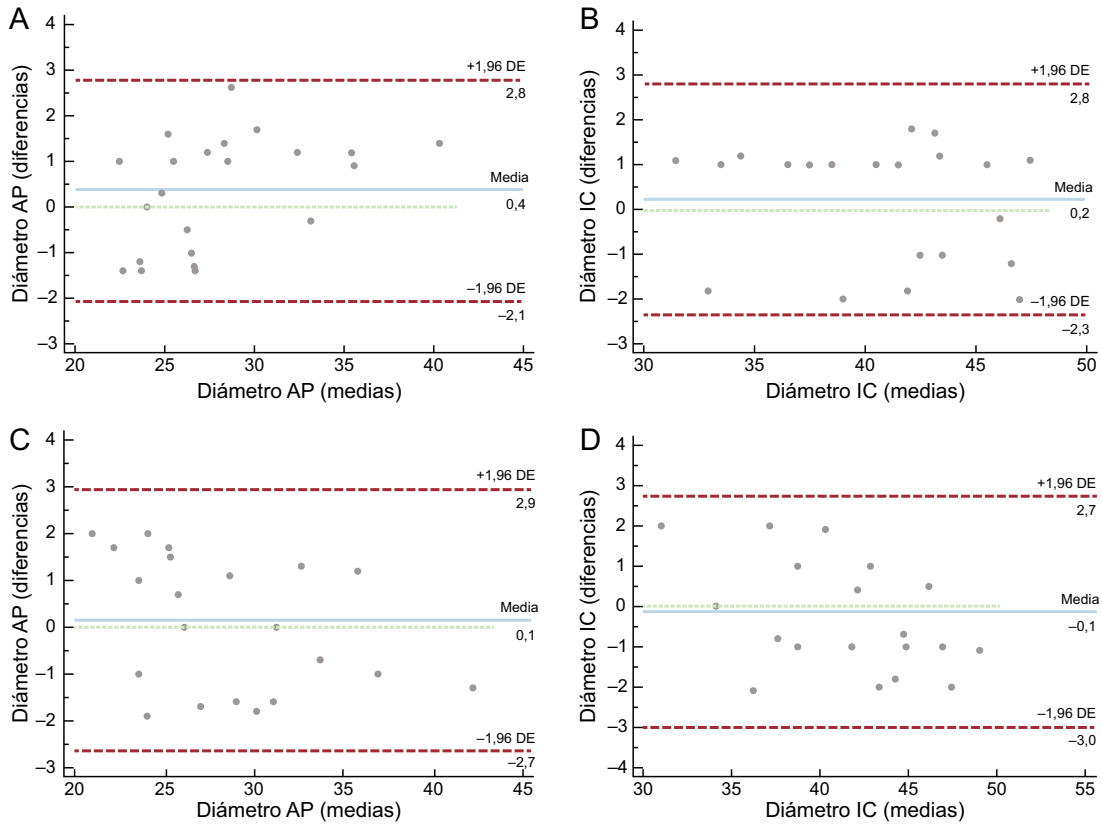 A
Diámetro AP (diferencias)
4
3
2
1
0
–1
–2
–3
+1,96 DE
2,8
Media
0,4
–1,96 DE
–2,1
20 25 30 35 40 45
Diámetro AP (medias)
B
Diámetro IC (diferencias)
4
3
2
1
0
–1
–2
–3
+1,96 DE
2,8
Media
0,2
–1,96 DE
–2,3
30 35 40 45 50
Diámetro IC (medias)
C
Diámetro AP (diferencias)
4
3
2
1
0
–1
–2
–3
+1,96 DE
2,9
Media
0,1
–1,96 DE
–2,7
20 25 30 35 40 45
Diámetro AP (medias)
D
Diámetro IC (diferencias)
4
3
2
1
0
–1
–2
–3
–4
+1,96 DE
2,7
Media
–0,1
–1,96 DE
–3,0
30 35 40 45 50 55
Diámetro IC (medias)